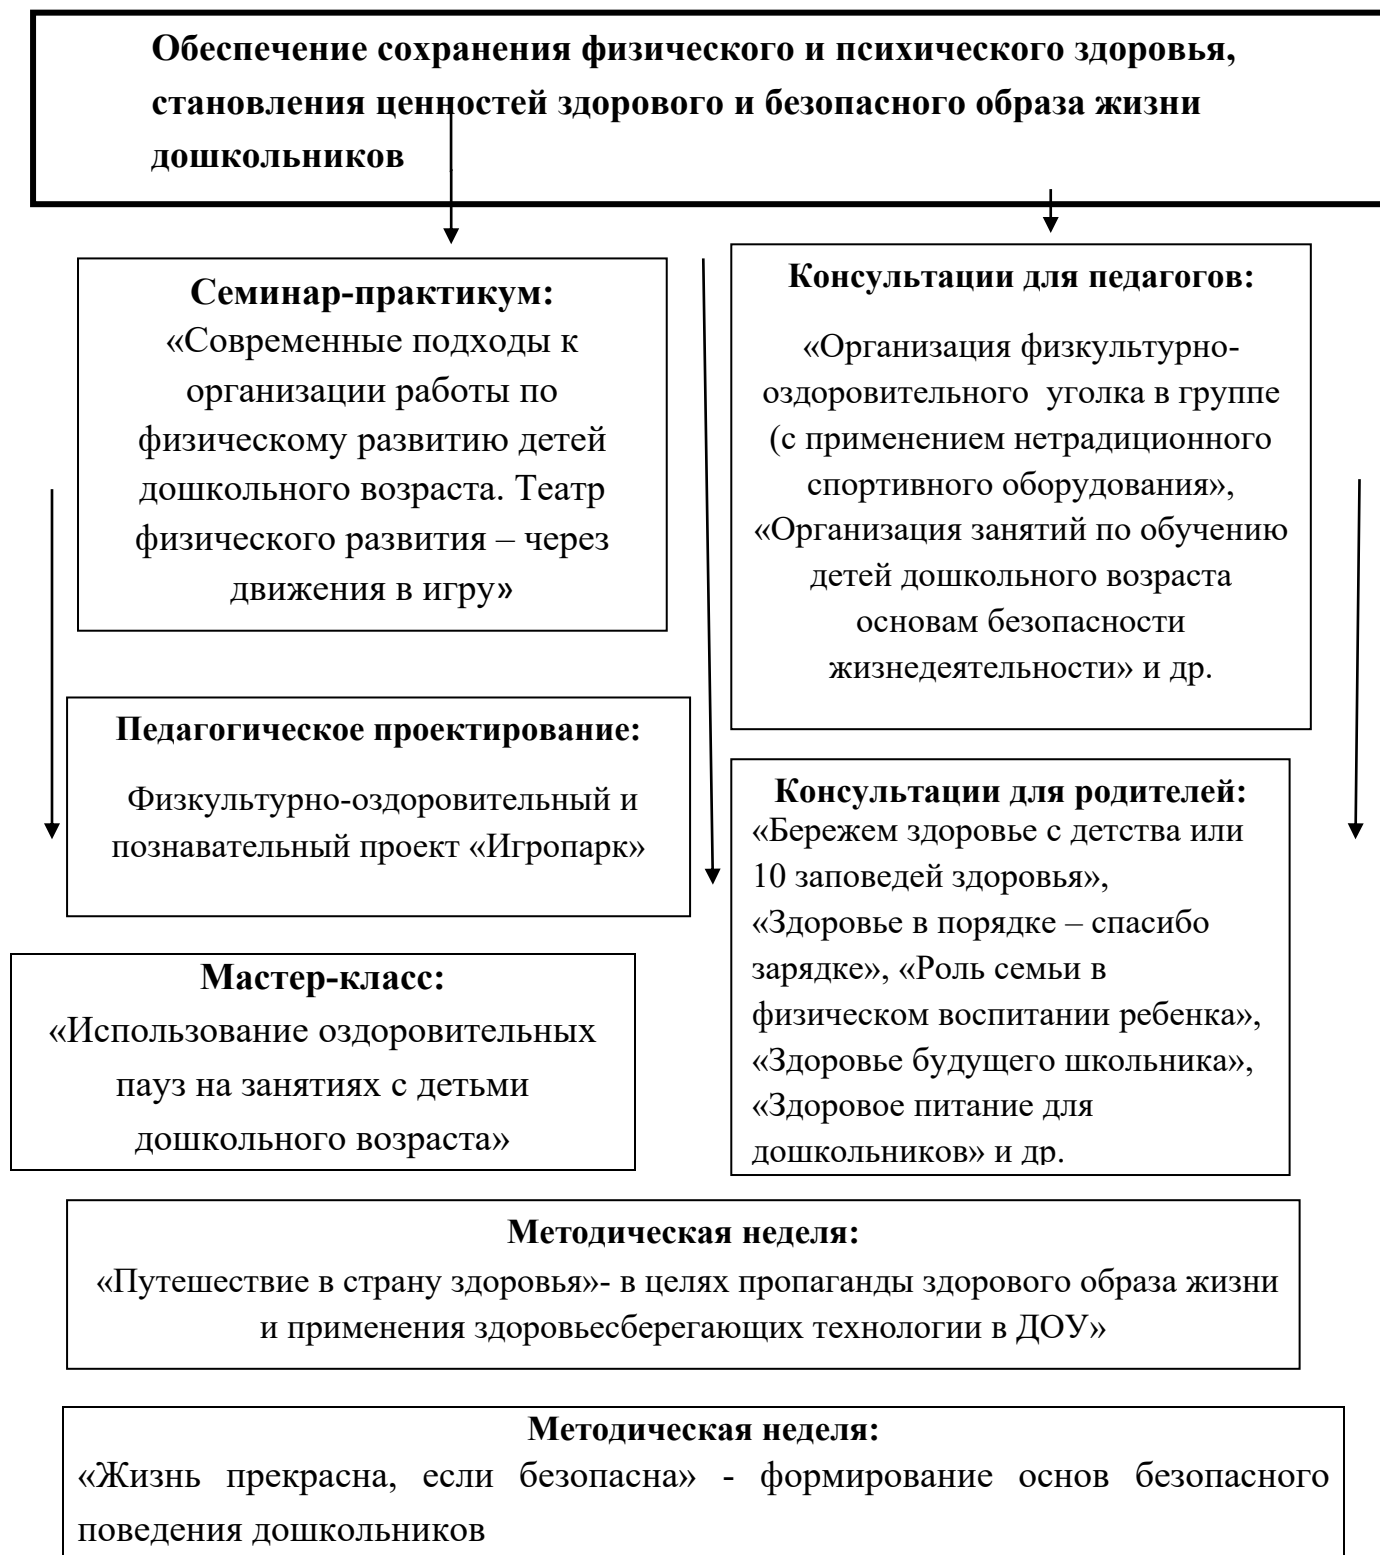 Обеспечение сохранения физического и психического здоровья,
становления ценностей здорового и безопасного образа жизни
дошкольников
Семинар-практикум:
«Современные подходы к
организации работы по
физическому развитию детей
дошкольного возраста. Театр
физического развития – через
движения в игру»
Консультации для педагогов:
«Организация физкультурно-
оздоровительного уголка в группе
(с применением нетрадиционного
спортивного оборудования»,
«Организация занятий по обучению
детей дошкольного возраста
основам безопасности
жизнедеятельности» и др.
Педагогическое проектирование:
Физкультурно-оздоровительный и
познавательный проект «Игропарк»
Консультации для родителей:
«Бережем здоровье с детства или
10 заповедей здоровья»,
«Здоровье в порядке – спасибо
зарядке», «Роль семьи в
физическом воспитании ребенка»,
«Здоровье будущего школьника»,
«Здоровое питание для
дошкольников» и др.
Мастер-класс:
«Использование оздоровительных
пауз на занятиях с детьми
дошкольного возраста»
Методическая неделя:
«Путешествие в страну здоровья»- в целях пропаганды здорового образа жизни
и применения здоровьесберегающих технологии в ДОУ»
Методическая неделя:
«Жизнь прекрасна, если безопасна» - формирование основ безопасного
поведения дошкольников